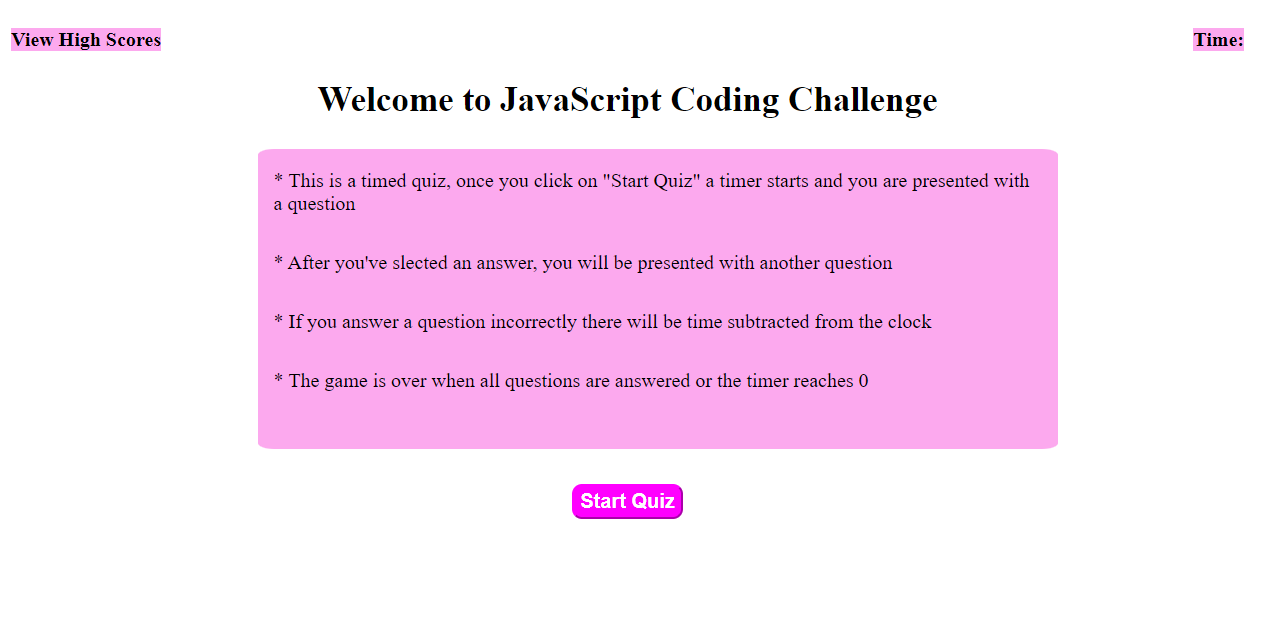 View High Scores
Time:
Welcome to JavaScript Coding Challenge
* This is a timed quiz, once you click on "Start Quiz" a timer starts and you are presented with
a question
* After you've slected an answer, you will be presented with another question
* If you answer a question incorrectly there will be time subtracted from the clock
* The game is over when all questions are answered or the timer reaches 0
Start Quiz